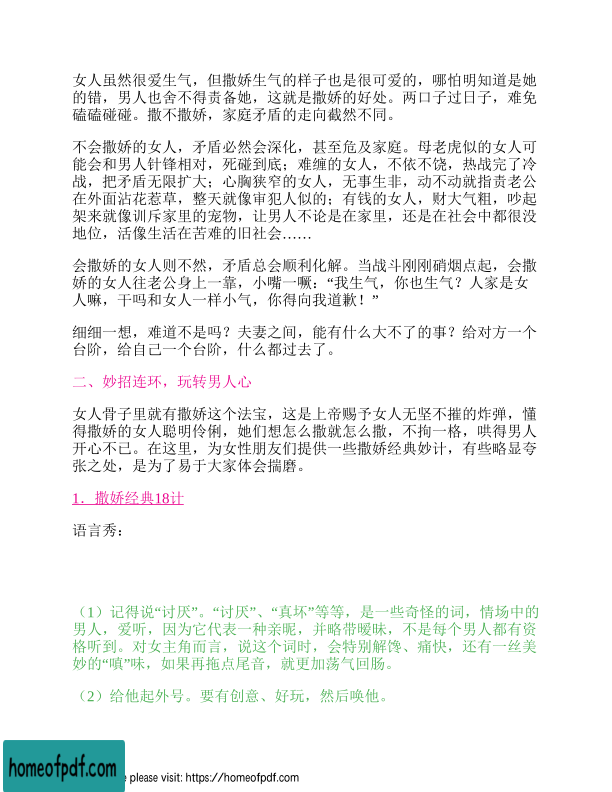 女人虽然很爱生气，但撒娇生气的样子也是很可爱的，哪怕明知道是她
的错，男人也舍不得责备她，这就是撒娇的好处。两口子过日子，难免
磕磕碰碰。撒不撒娇，家庭矛盾的走向截然不同。
不会撒娇的女人，矛盾必然会深化，甚至危及家庭。母老虎似的女人可
能会和男人针锋相对，死碰到底；难缠的女人，不依不饶，热战完了冷
战，把矛盾无限扩大；心胸狭窄的女人，无事生非，动不动就指责老公
在外面沾花惹草，整天就像审犯人似的；有钱的女人，财大气粗，吵起
架来就像训斥家里的宠物，让男人不论是在家里，还是在社会中都很没
地位，活像生活在苦难的旧社会……
会撒娇的女人则不然，矛盾总会顺利化解。当战斗刚刚硝烟点起，会撒
娇的女人往老公身上一靠，小嘴一噘：“我生气，你也生气？人家是女
人嘛，干吗和女人一样小气，你得向我道歉！”
细细一想，难道不是吗？夫妻之间，能有什么大不了的事？给对方一个
台阶，给自己一个台阶，什么都过去了。
二、妙招连环，玩转男人心
女人骨子里就有撒娇这个法宝，这是上帝赐予女人无坚不摧的炸弹，懂
得撒娇的女人聪明伶俐，她们想怎么撒就怎么撒，不拘一格，哄得男人
开心不已。在这里，为女性朋友们提供一些撒娇经典妙计，有些略显夸
张之处，是为了易于大家体会揣磨。
1．撒娇经典18计
语言秀：
（1）记得说“讨厌”。“讨厌”、“真坏”等等，是一些奇怪的词，情场中的
男人，爱听，因为它代表一种亲昵，并略带暧昧，不是每个男人都有资
格听到。对女主角而言，说这个词时，会特别解馋、痛快，还有一丝美
妙的“嗔”味，如果再拖点尾音，就更加荡气回肠。
（2）给他起外号。要有创意、好玩，然后唤他。
homeofpdf.com
e please visit: https://homeofpdf.com